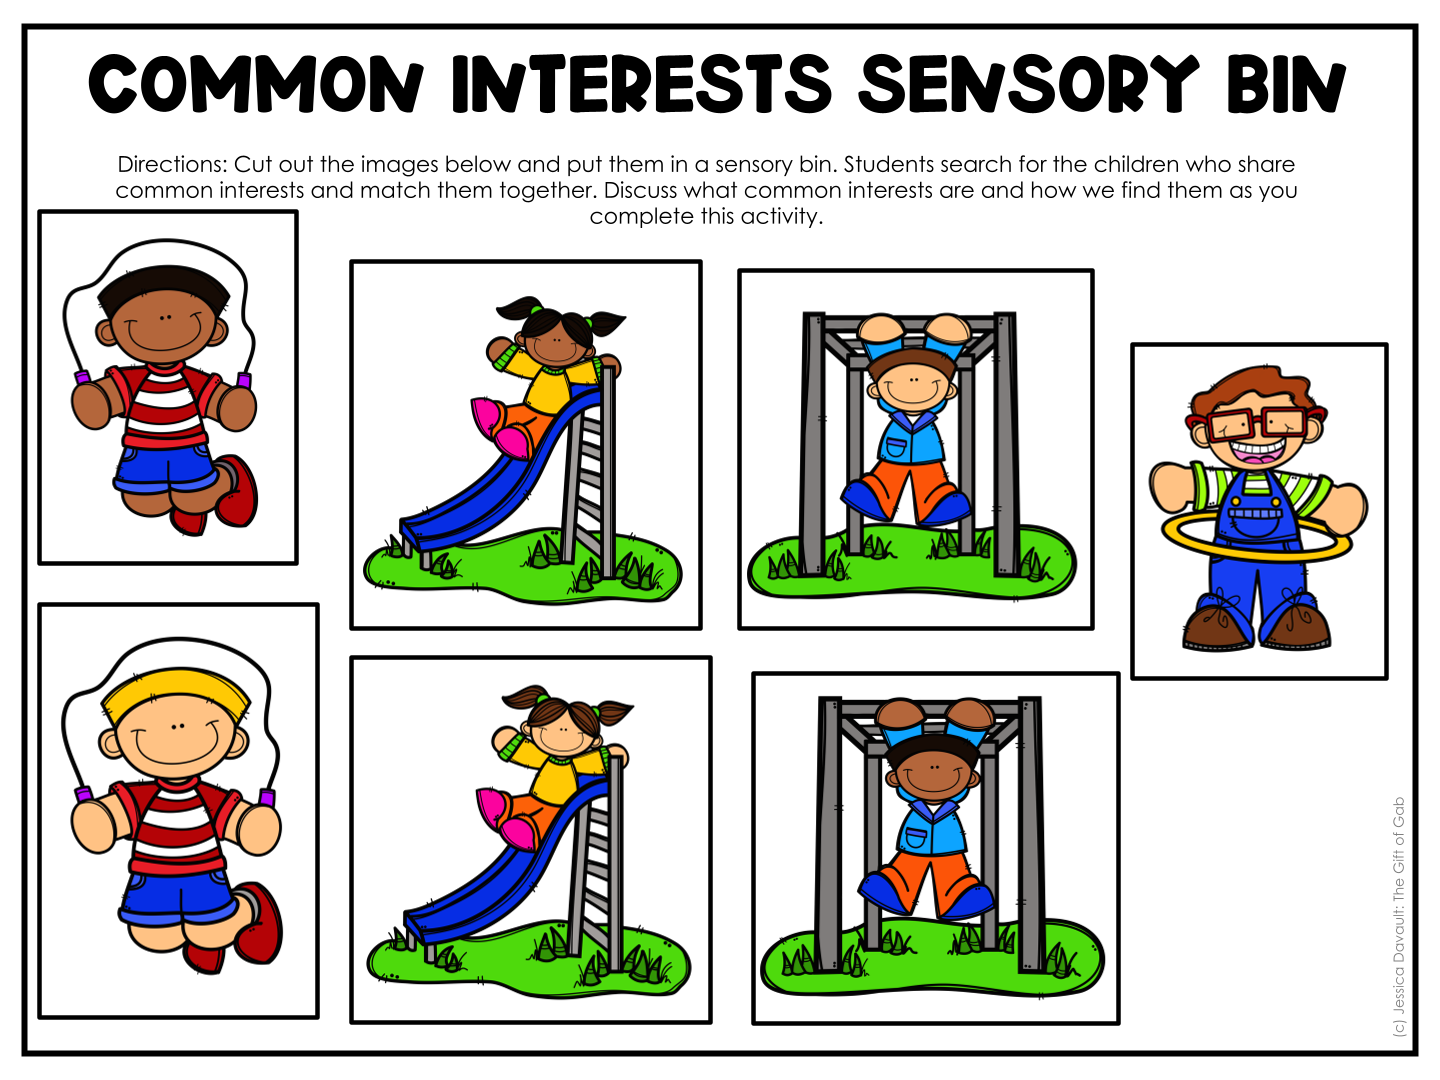 COMMON INTERESTS SENSORY BIN
Directions: Cut out the images below and put them in a sensory bin. Students search for the children who share
common interests and match them together. Discuss what common interests are and how we find them as you
complete this activity.
(c) Jessica Davault: The Gift of Gab